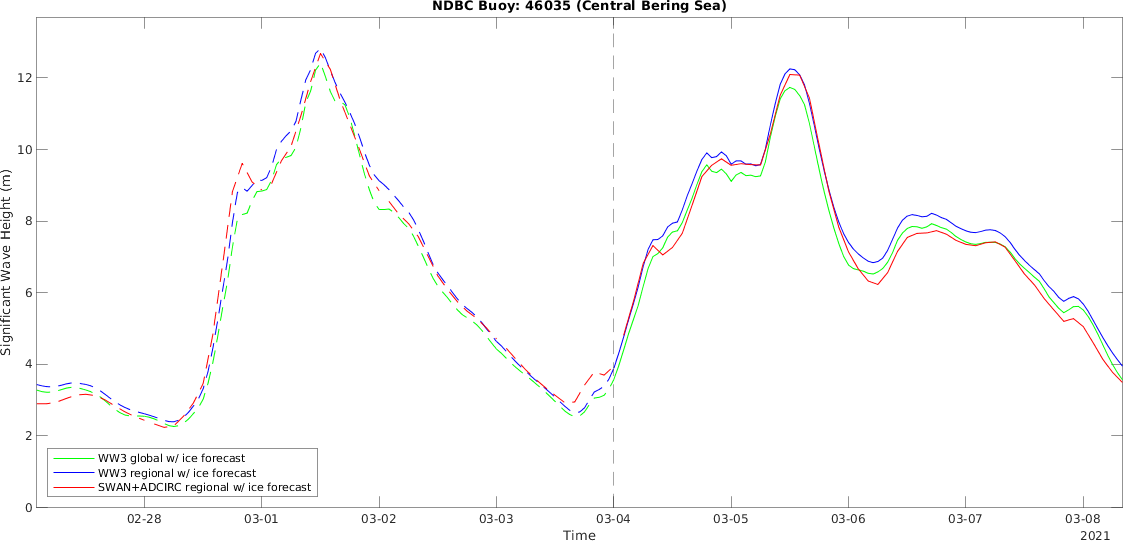 NDBC Buoy: 46035 (Central Bering Sea)
Significant Wave Height (m)
12
10
8
6
4
2
0
WW3 global w/ ice forecast
WW3 regional w/ ice forecast
SWAN+ADCIRC regional w/ ice forecast
02-28 03-01 03-02 03-03 03-04 03-05 03-06 03-07 03-08
Time
2021